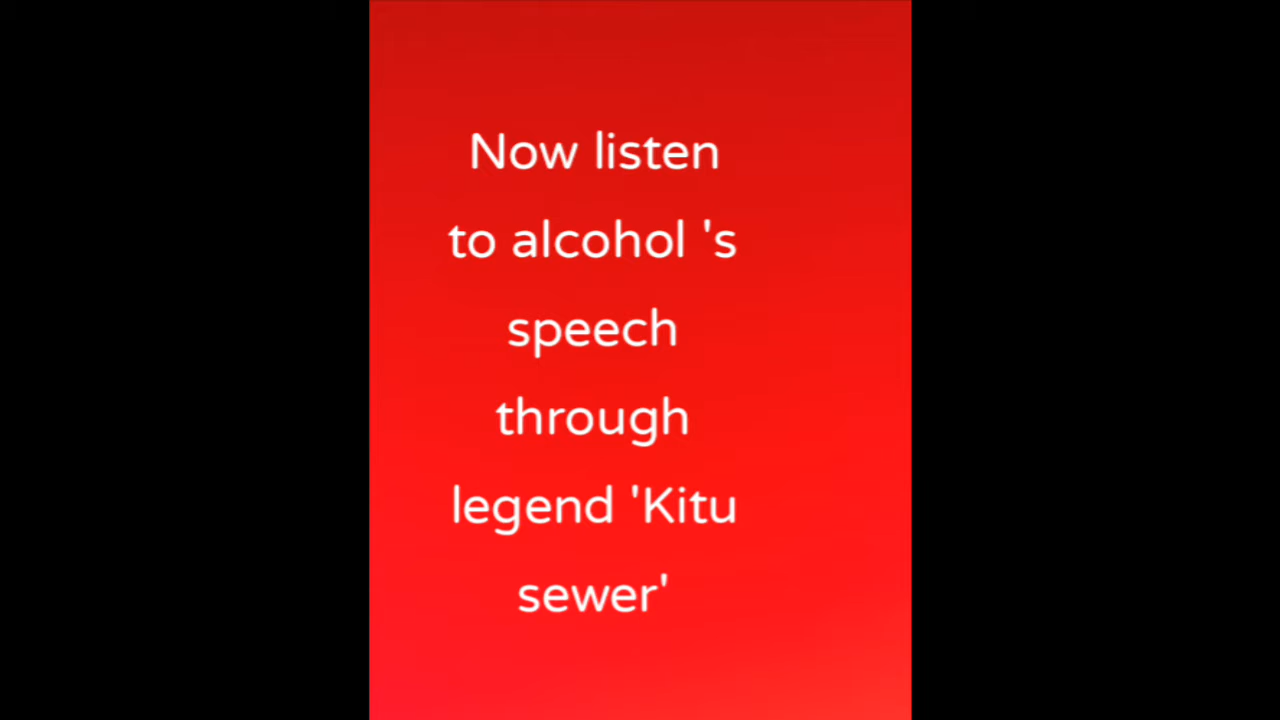 Now listen
to alcohol 's
speech
through
legend 'Kitu
sewer'